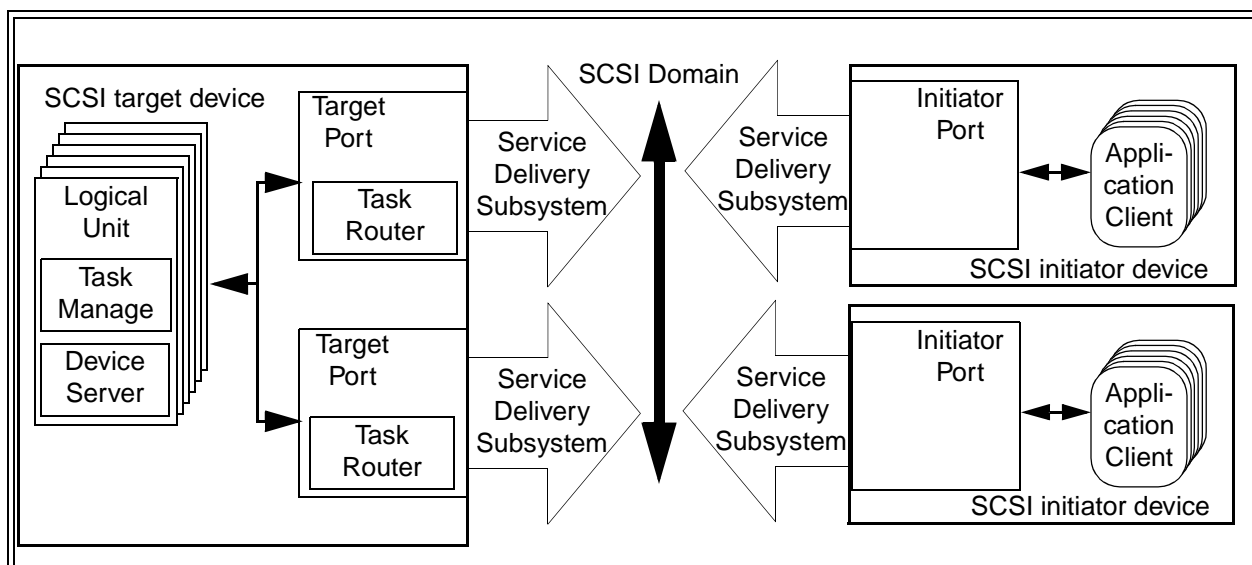 SCSI target device
Logical
Unit
Task
Manage
Device
Server
Target
Port
Task
Router
Target
Port
Task
Router
Service
Delivery
Subsystem
Service
Delivery
Subsystem
SCSI Domain
Service
Delivery
Subsystem
Service
Delivery
Subsystem
Initiator
Port
Appli-
cation
Client
SCSI initiator device
Initiator
Port
Appli-
cation
Client
SCSI initiator device